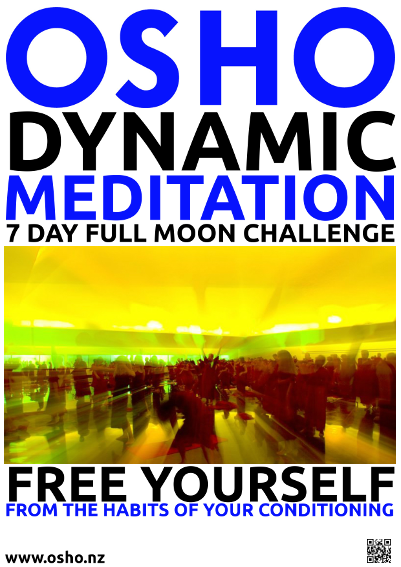 OSHO
DYNAMIC
MEDITATION
7 DAY FULL MOON CHALLENGE
FREE YOURSELF
FROM THE HABITS OF YOUR CONDITIONING
www.osho.nz